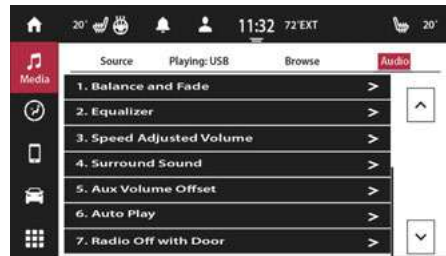 20° 11:32 72°EXT 20°
Source Playing: USB Browse Audio
Media
1. Balance and Fade >
2. Equalizer >
3. Speed Adjusted Volume >
4. Surround Sound >
5. Aux Volume Offset >
6. Auto Play >
7. Radio Off with Door >